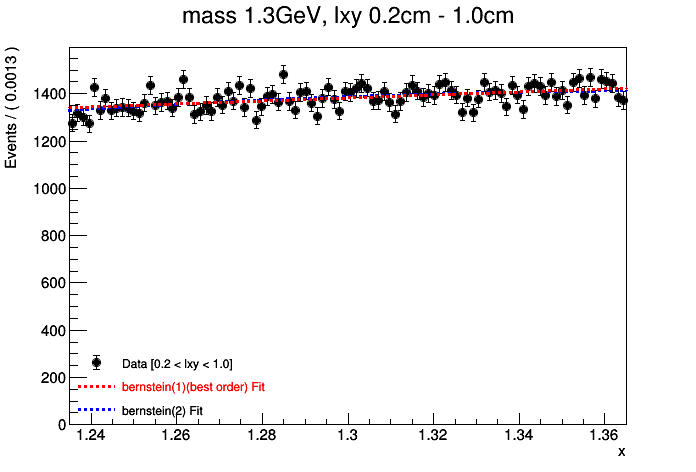 mass 1.3GeV, lxy 0.2cm - 1.0cm
Events / ( 0.0013 )
1400
1200
1000
800
600
400
200
0
Data [0.2 < lxy < 1.0]
bernstein(1)(best order) Fit
bernstein(2) Fit
1.24 1.26 1.28 1.3 1.32 1.34 1.36
x